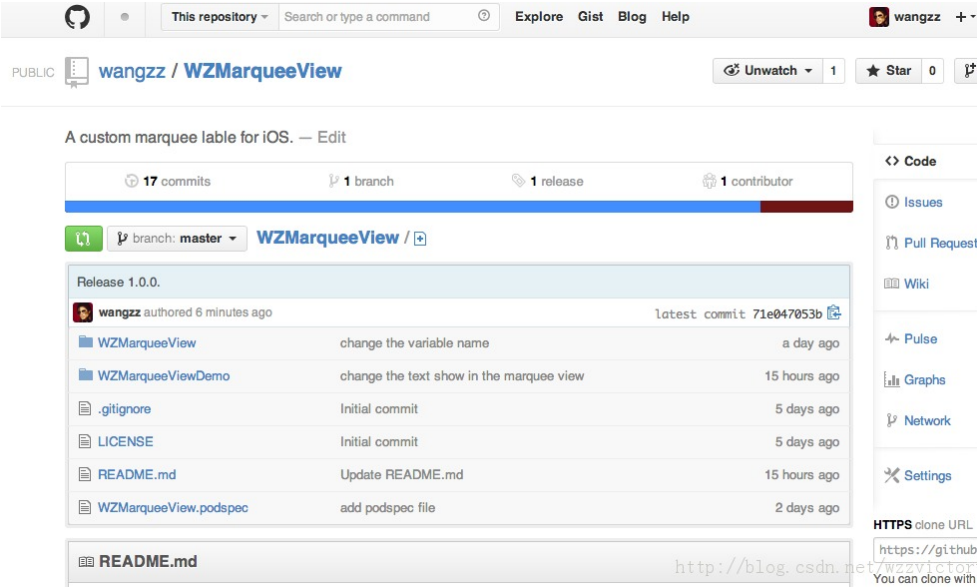 This repository Search or type a command Explore Gist Blog Help wangzz
PUBLIC wangzz / WZMarqueeView Unwatch 1 Star 0
A custom marquee lable for iOS. — Edit
17 commits 1 branch 1 release 1 contributor
branch: master WZMarqueeView /
Release 1.0.0.
wangzz authored 6 minutes ago latest commit 71e047053b
WZMarqueeView change the variable name a day ago
WZMarqueeViewDemo change the text show in the marquee view 15 hours ago
.gitignore Initial commit 5 days ago
LICENSE Initial commit 5 days ago
README.md Update README.md 15 hours ago
WZMarqueeView.podspec add podspec file 2 days ago
README.md
Code
Issues
Pull Request
Wiki
Pulse
Graphs
Network
Settings
HTTPS clone URL
https://github
You can clone with
http://blog.csdn.net/wzzvictory